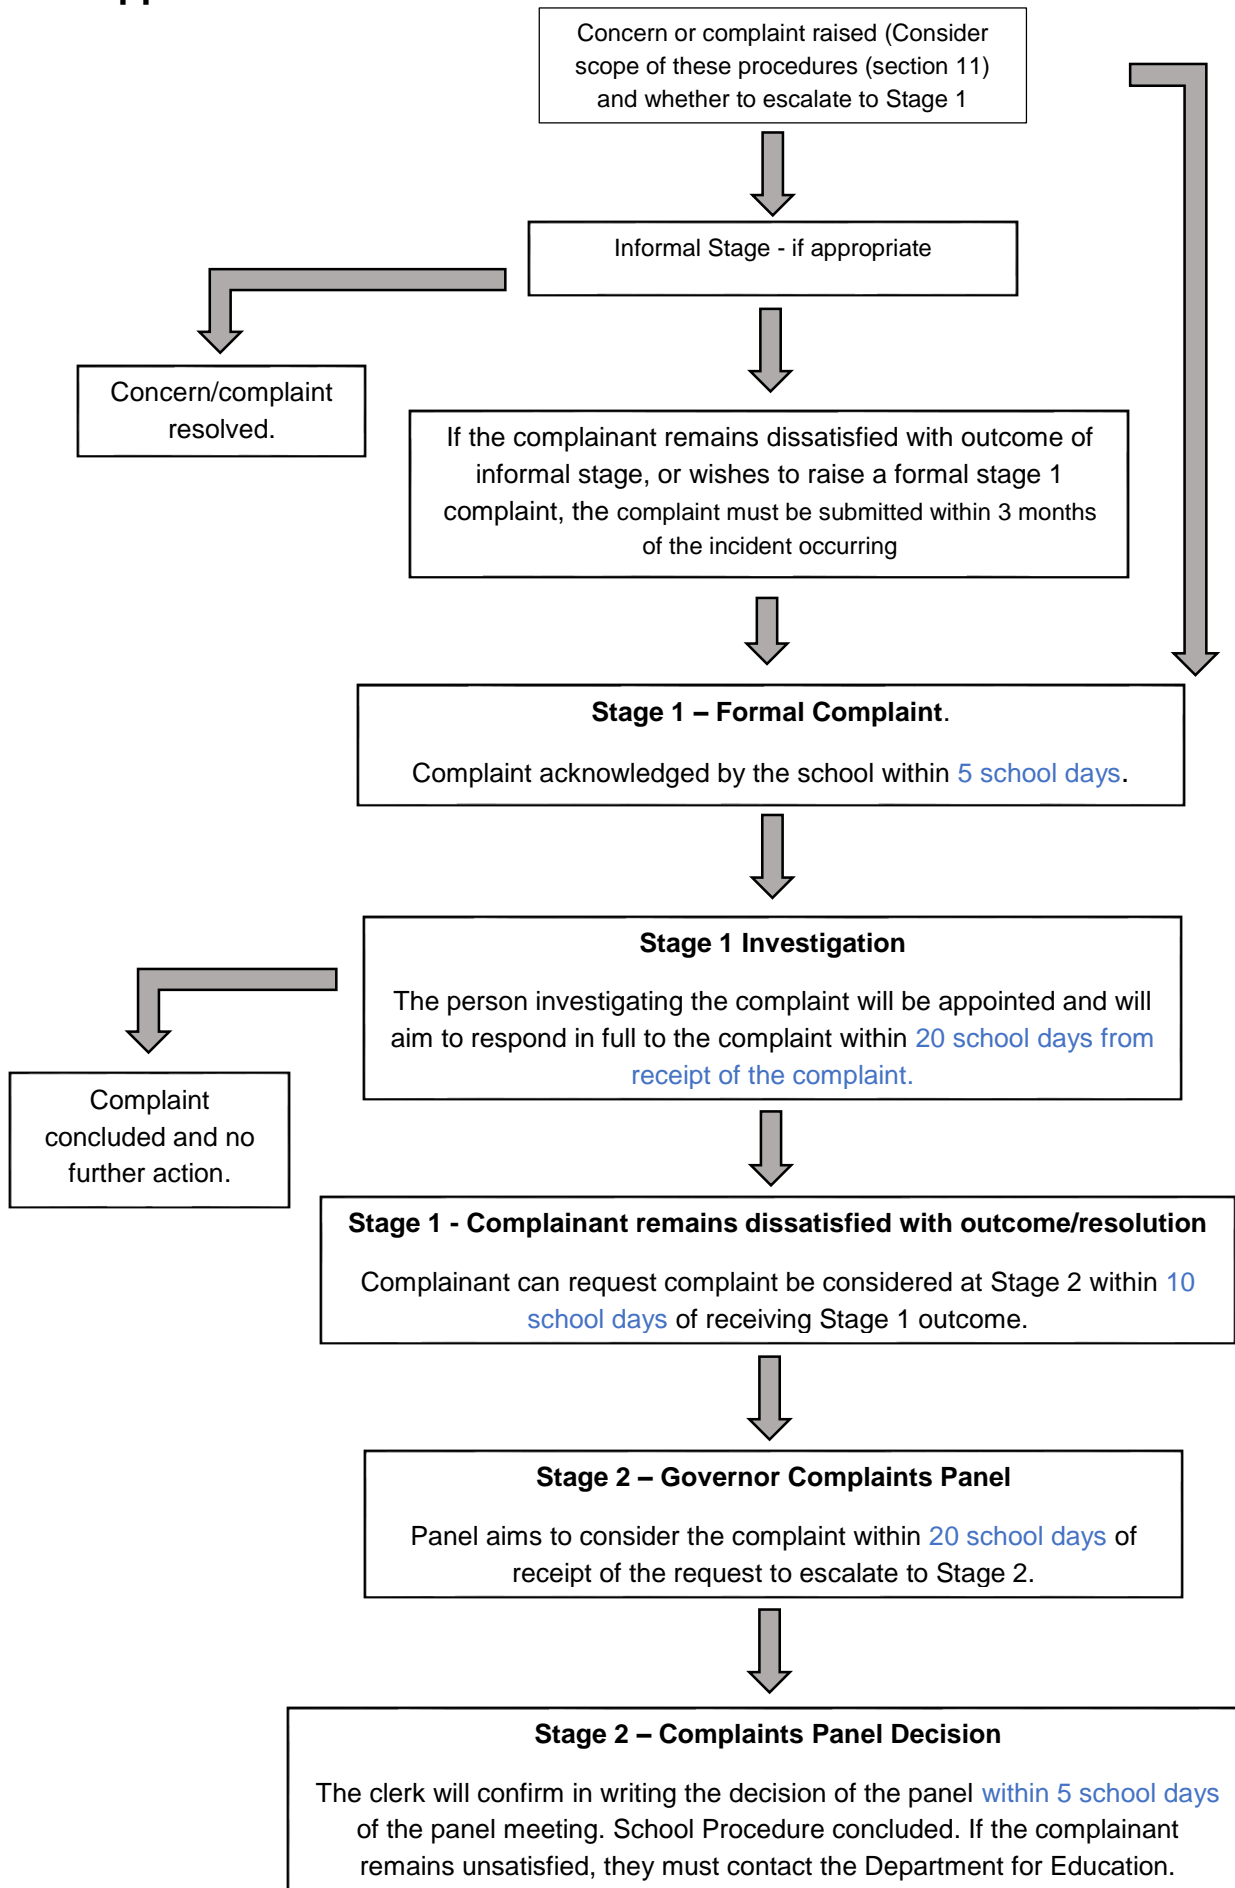 Concern or complaint raised (Consider
scope of these procedures (section 11)
and whether to escalate to Stage 1
Informal Stage - if appropriate
Concern/complaint
resolved.
If the complainant remains dissatisfied with outcome of
informal stage, or wishes to raise a formal stage 1
complaint, the complaint must be submitted within 3 months
of the incident occurring
Stage 1 – Formal Complaint.
Complaint acknowledged by the school within 5 school days.
Stage 1 Investigation
The person investigating the complaint will be appointed and will
aim to respond in full to the complaint within 20 school days from
receipt of the complaint.
Complaint
concluded and no
further action.
Stage 1 - Complainant remains dissatisfied with outcome/resolution
Complainant can request complaint be considered at Stage 2 within 10
school days of receiving Stage 1 outcome.
Stage 2 – Governor Complaints Panel
Panel aims to consider the complaint within 20 school days of
receipt of the request to escalate to Stage 2.
Stage 2 – Complaints Panel Decision
The clerk will confirm in writing the decision of the panel within 5 school days
of the panel meeting. School Procedure concluded. If the complainant
remains unsatisfied, they must contact the Department for Education.